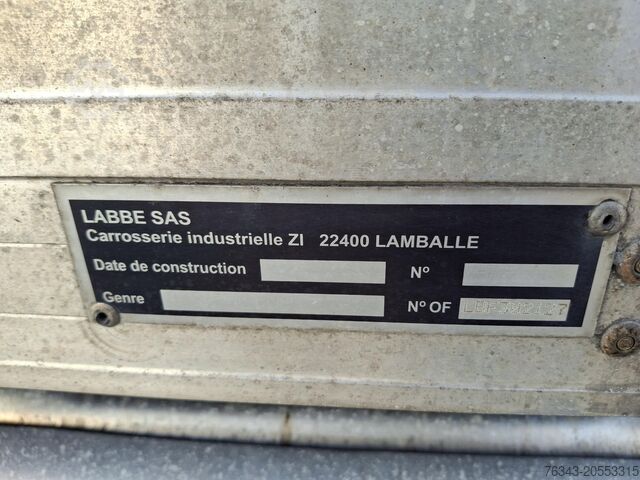 LABBE SAS
Carrosserie industrielle ZI 22400 LAMBALLE
Date de construction N°
Genre N° OF
76343-20553315